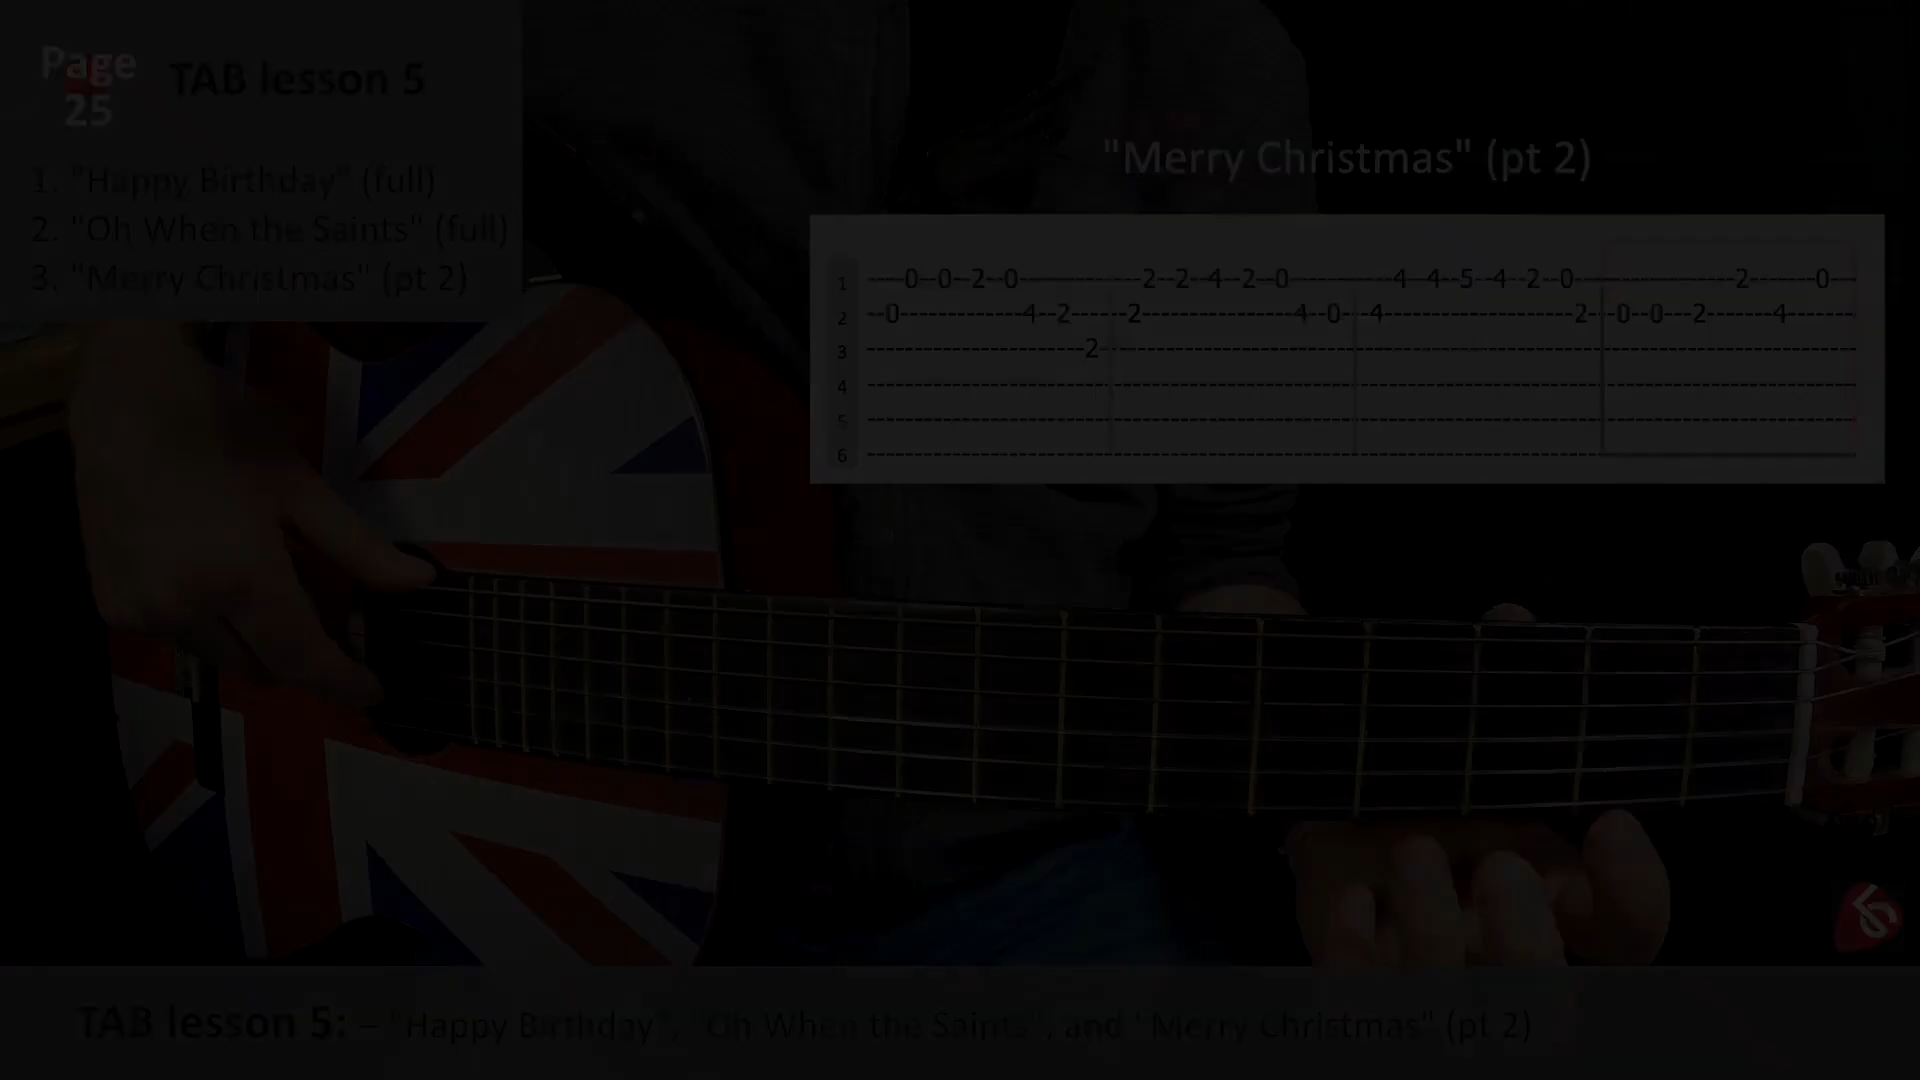 Page
25
TAB lesson 5
1. "Happy Birthday" (full)
2. "Oh When the Saints" (full)
3. "Merry Christmas" (pt 2)
"Merry Christmas" (pt 2)
1 ---0-0-2-0--------2-2-4-2-0-------4-4-5-4-2-0----------2-----0---
2 --0---------4-2-----2----------4-0--4-----------2--0-0--2----4-----
3 ---------------2---
4
5
6
TAB lesson 5: – "Happy Birthday", "Oh When the Saints", and "Merry Christmas" (pt 2)